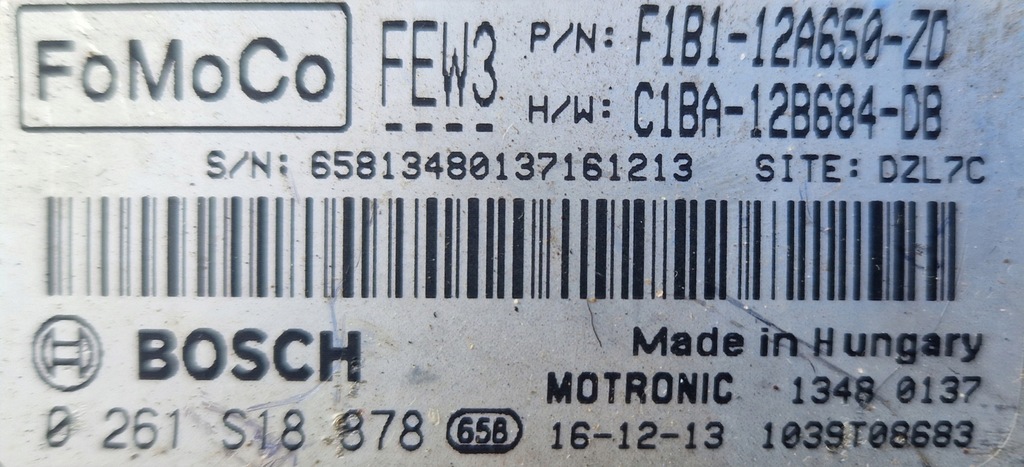 FoMoCo FEW3 P/N: F1B1-12A650-ZD
H/W: C1BA-12B684-DB
S/N: 65813480137161213 SITE: DZL7C
BOSCH Made in Hungary
MOTRONIC 1348 0137
0 261 S18 878 658 16-12-13 1039T08683